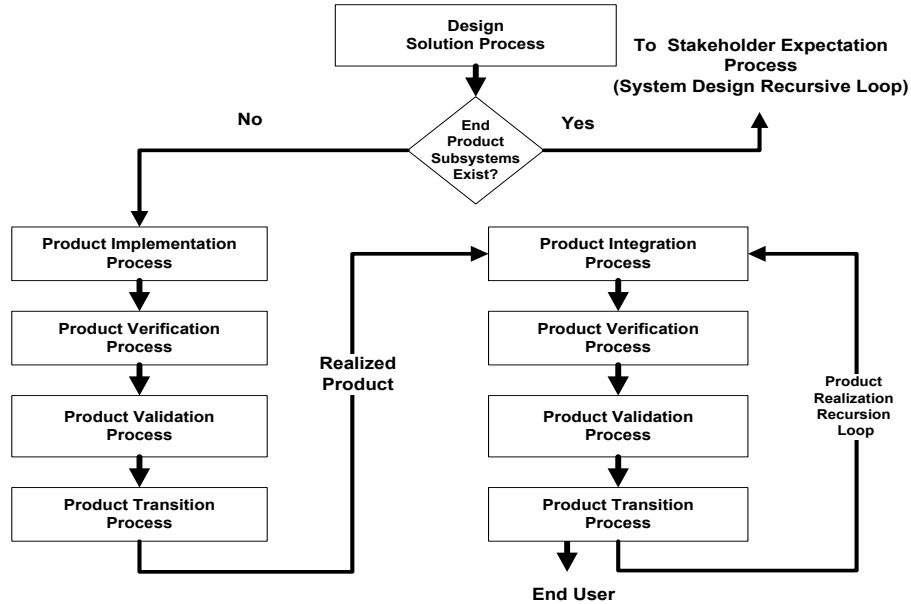 Design
Solution Process
To Stakeholder Expectation
Process
(System Design Recursive Loop)
No
End
Product
Subsystems
Exist?
Yes
Product Implementation
Process
Product Verification
Process
Product Validation
Process
Product Transition
Process
Realized
Product
Product Integration
Process
Product Verification
Process
Product Validation
Process
Product Transition
Process
Product
Realization
Recursion
Loop
End User